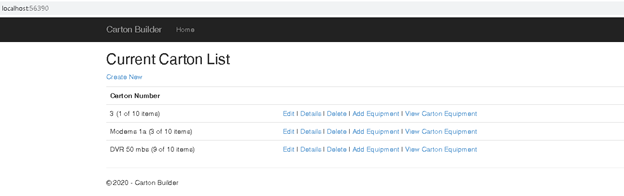 localhost:56390
Carton Builder Home
Current Carton List
Create New
Carton Number
3 (1 of 10 items) Edit | Details | Delete | Add Equipment | View Carton Equipment
Modems 1a (3 of 10 items) Edit | Details | Delete | Add Equipment | View Carton Equipment
DVR 50 mbs (9 of 10 items) Edit | Details | Delete | Add Equipment | View Carton Equipment
© 2020 - Carton Builder